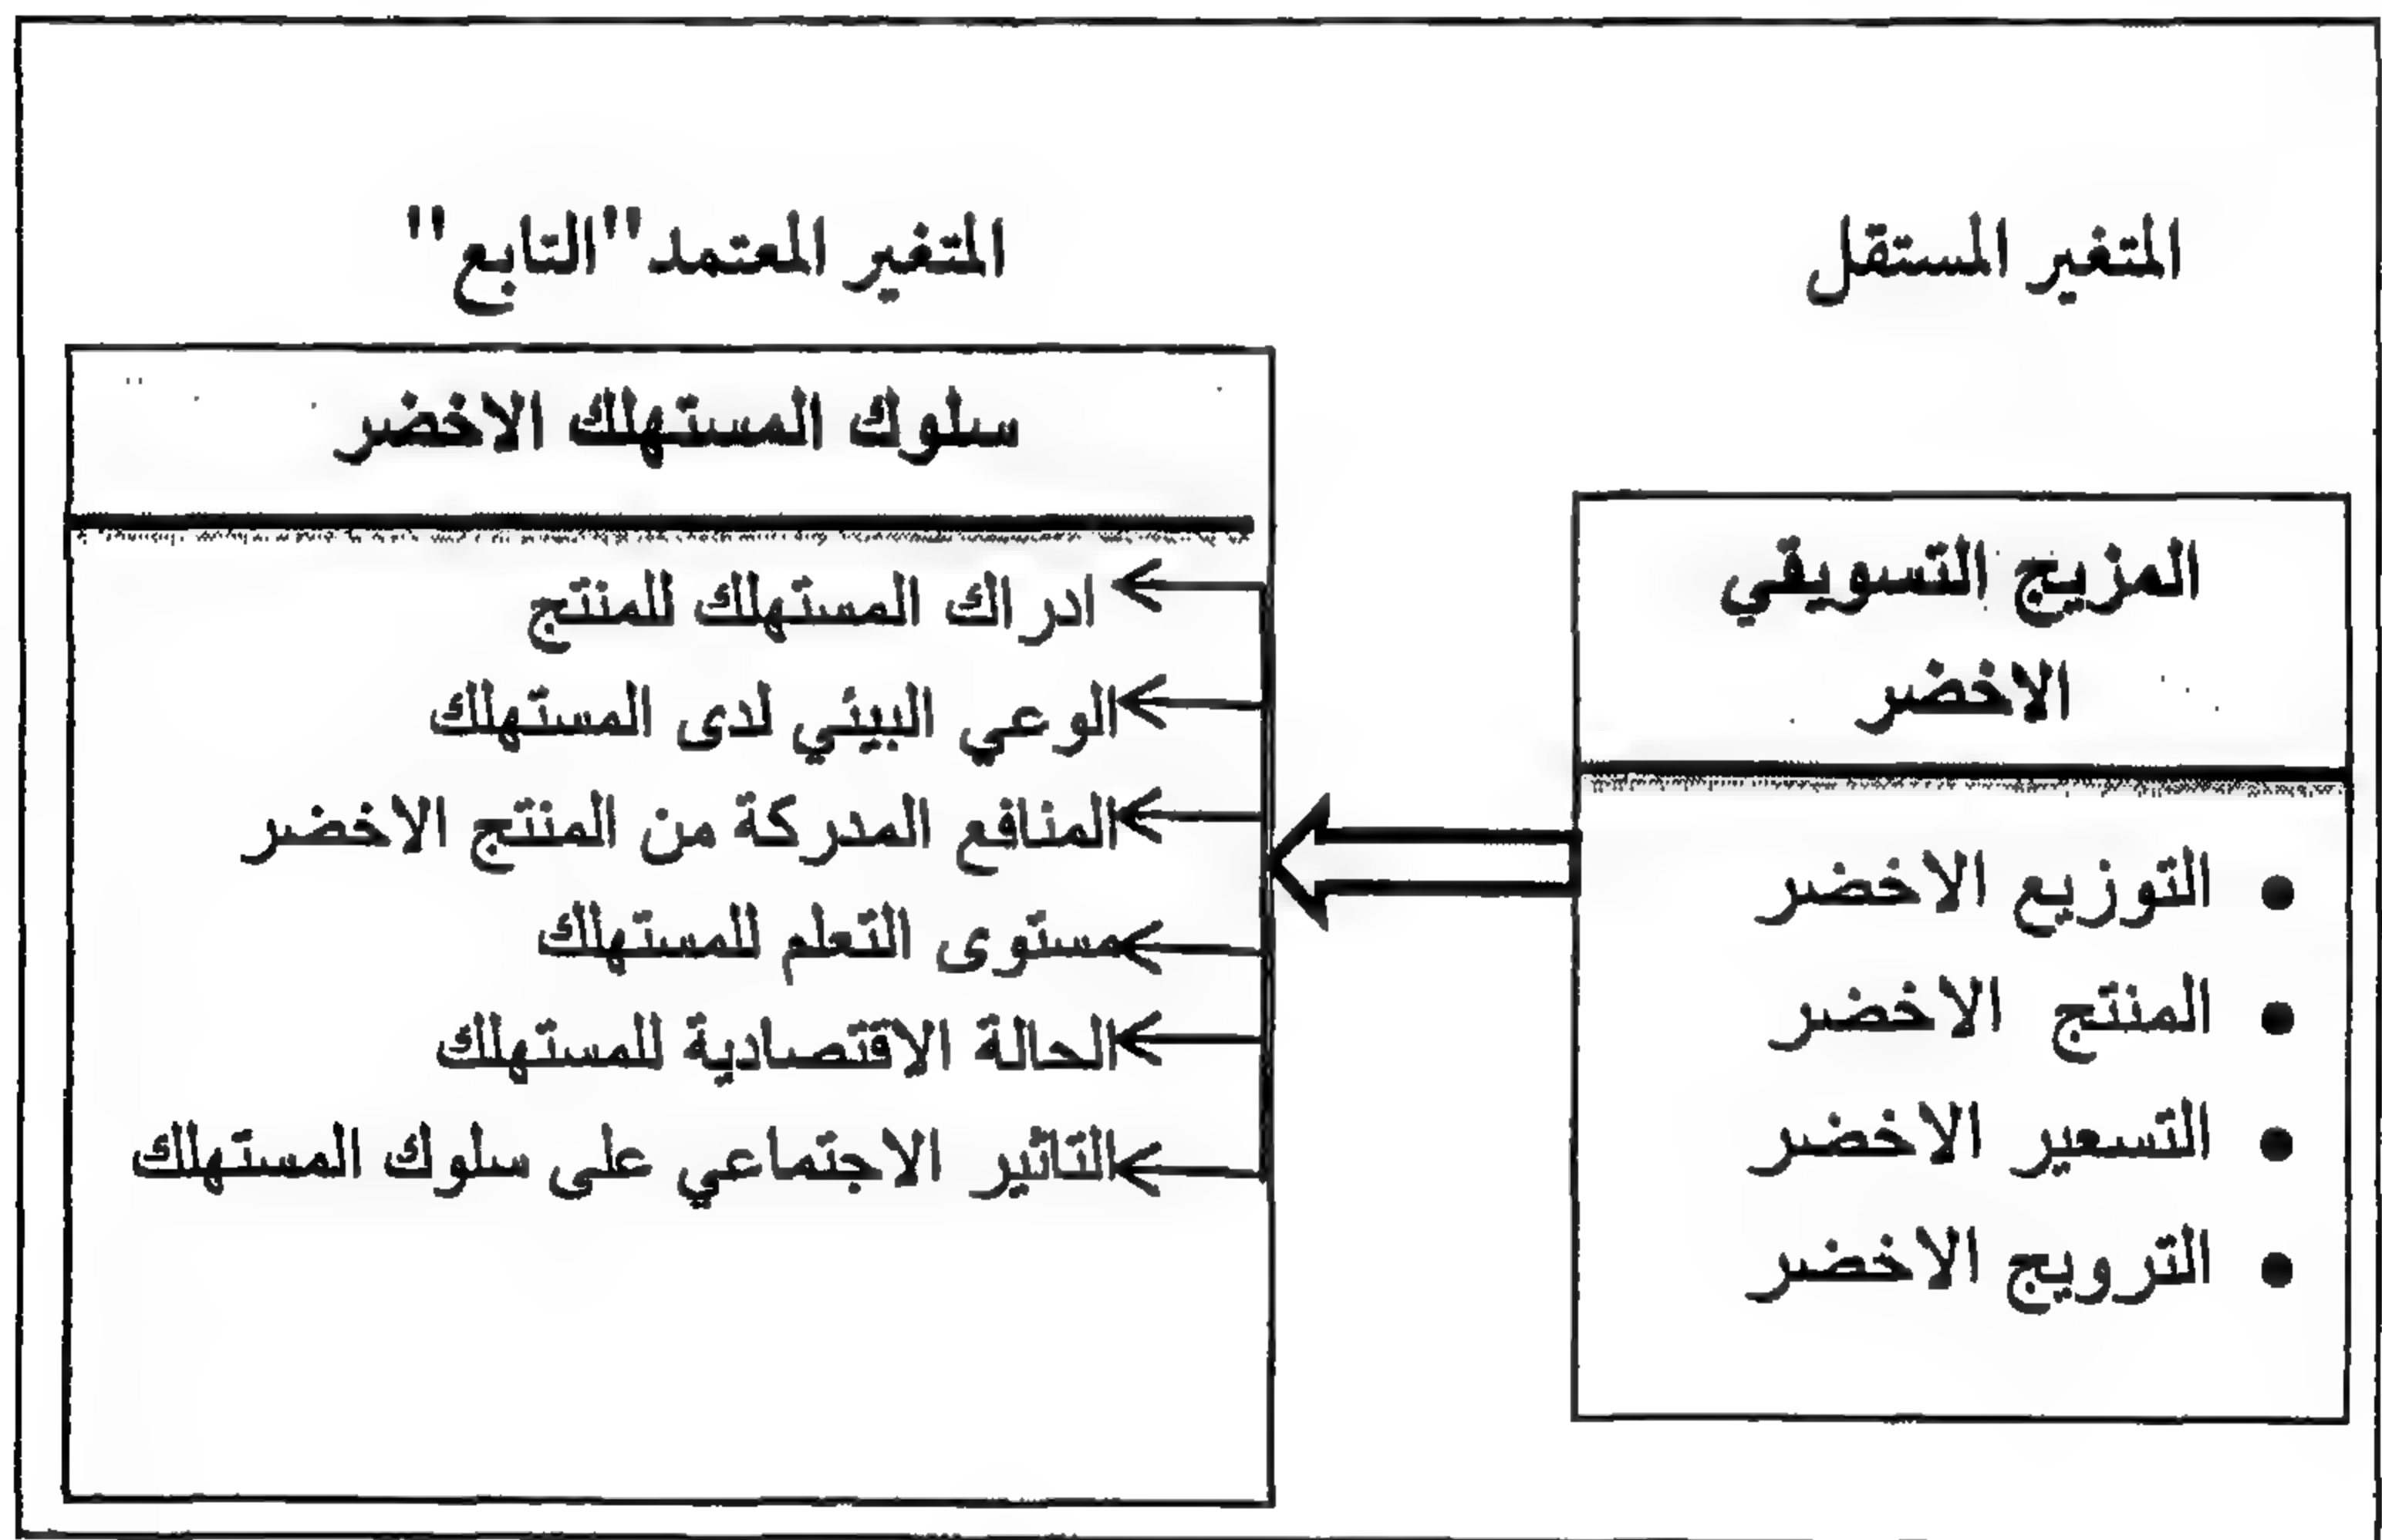 المتغير المستقل
المتغير المعتمد"التابع"
المزيج التسويقي
الاخضر
• التوزيع الاخضر
• المنتج الاخضر
• التسعير الاخضر
• الترويج الاخضر
سلوك المستهلك الاخضر
ادراك المستهلك للمنتج
الوعي البيئي لدى المستهلك
المنافع المدركة من المنتج الاخضر
مستوى التعلم للمستهلك
الحالة الاقتصادية للمستهلك
التاثير الاجتماعي على سلوك المستهلك